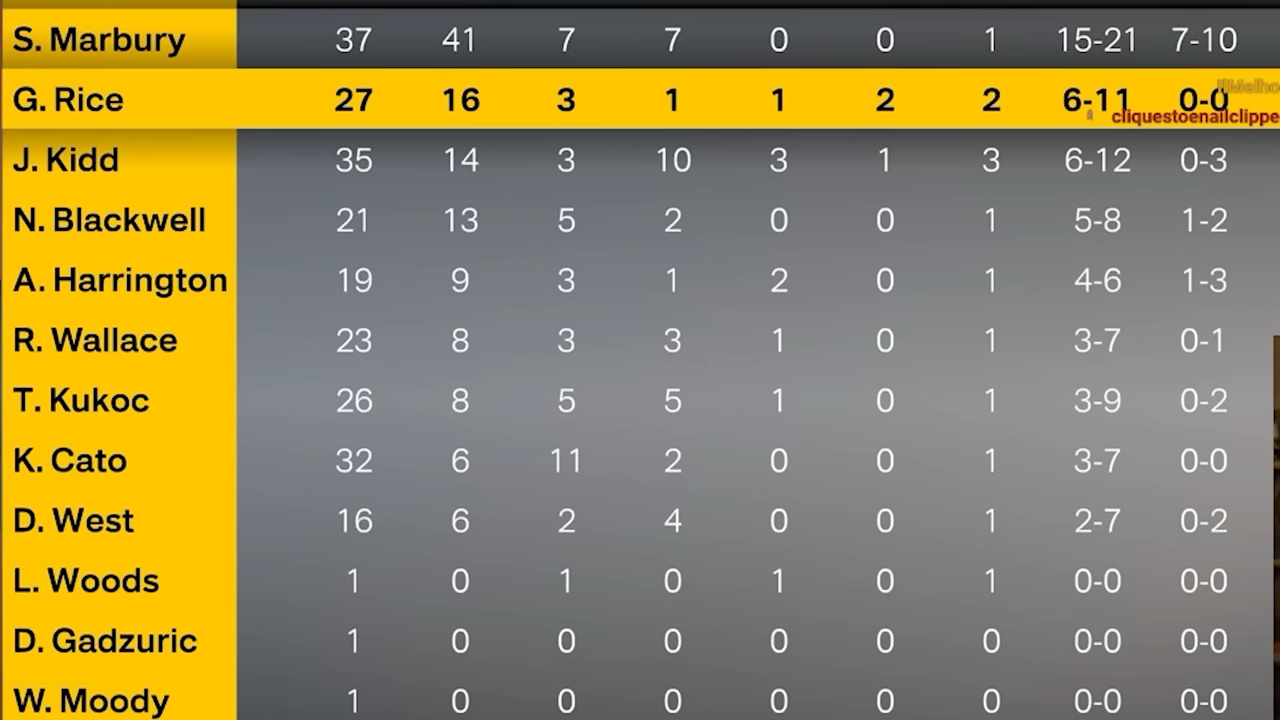 S. Marbury 37 41 7 7 0 0 1 15-21 7-10
G. Rice 27 16 3 1 1 2 2 6-11 0-0
cliquestoenailclippe
J. Kidd 35 14 3 10 3 1 3 6-12 0-3
N. Blackwell 21 13 5 2 0 0 1 5-8 1-2
A. Harrington 19 9 3 1 2 0 1 4-6 1-3
R. Wallace 23 8 3 3 1 0 1 3-7 0-1
T. Kukoc 26 8 5 5 1 0 1 3-9 0-2
K. Cato 32 6 11 2 0 0 1 3-7 0-0
D. West 16 6 2 4 0 0 1 2-7 0-2
L. Woods 1 0 1 0 1 0 1 0-0 0-0
D. Gadzuric 1 0 0 0 0 0 0 0-0 0-0
W. Moody 1 0 0 0 0 0 0 0-0 0-0